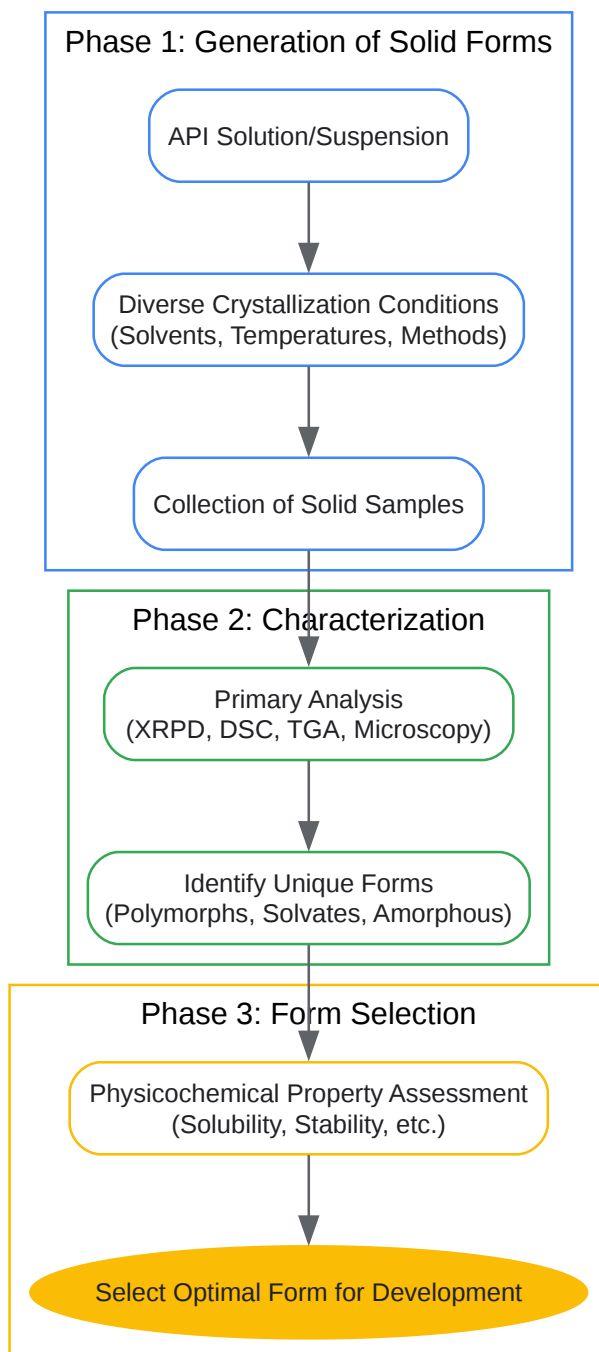 Phase 1: Generation of Solid Forms
API Solution/Suspension
Diverse Crystallization Conditions
(Solvents, Temperatures, Methods)
Collection of Solid Samples
Phase 2: Characterization
Primary Analysis
(XRPD, DSC, TGA, Microscopy)
Identify Unique Forms
(Polymorphs, Solvates, Amorphous)
Phase 3: Form Selection
Physicochemical Property Assessment
(Solubility, Stability, etc.)
Select Optimal Form for Development